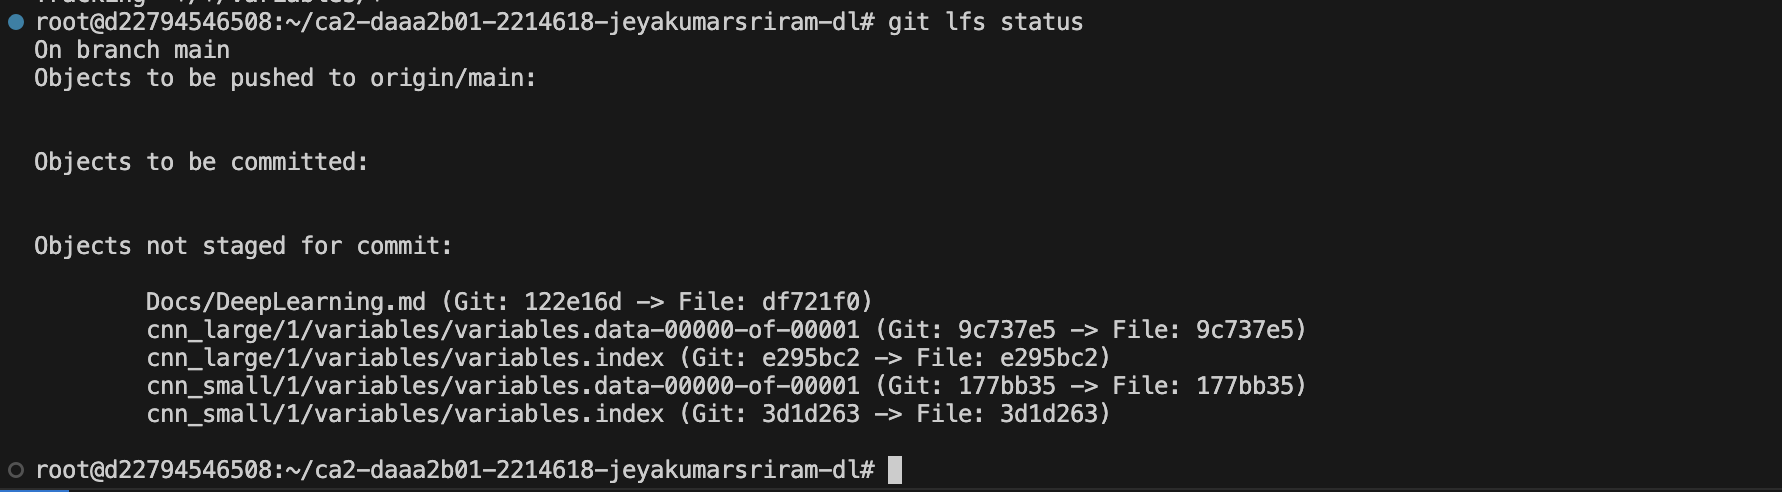 root@d22794546508:~/ca2-daaa2b01-2214618-jeyakumarsriram-dl# git lfs status
On branch main
Objects to be pushed to origin/main:
Objects to be committed:
Objects not staged for commit:
Docs/DeepLearning.md (Git: 122e16d -> File: df721f0)
cnn_large/1/variables/variables.data-00000-of-00001 (Git: 9c737e5 -> File: 9c737e5)
cnn_large/1/variables/variables.index (Git: e295bc2 -> File: e295bc2)
cnn_small/1/variables/variables.data-00000-of-00001 (Git: 177bb35 -> File: 177bb35)
cnn_small/1/variables/variables.index (Git: 3d1d263 -> File: 3d1d263)
root@d22794546508:~/ca2-daaa2b01-2214618-jeyakumarsriram-dl#